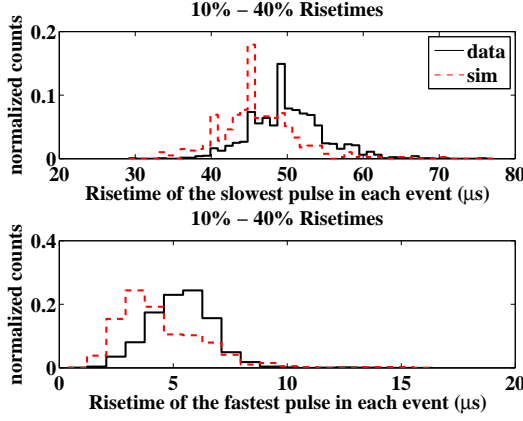 10% – 40% Risetimes
normalized counts
0.2
0.1
0
data
sim
20 30 40 50 60 70 80
Risetime of the slowest pulse in each event (μs)
10% – 40% Risetimes
normalized counts
0.4
0.2
0
0 5 10 15 20
Risetime of the fastest pulse in each event (μs)